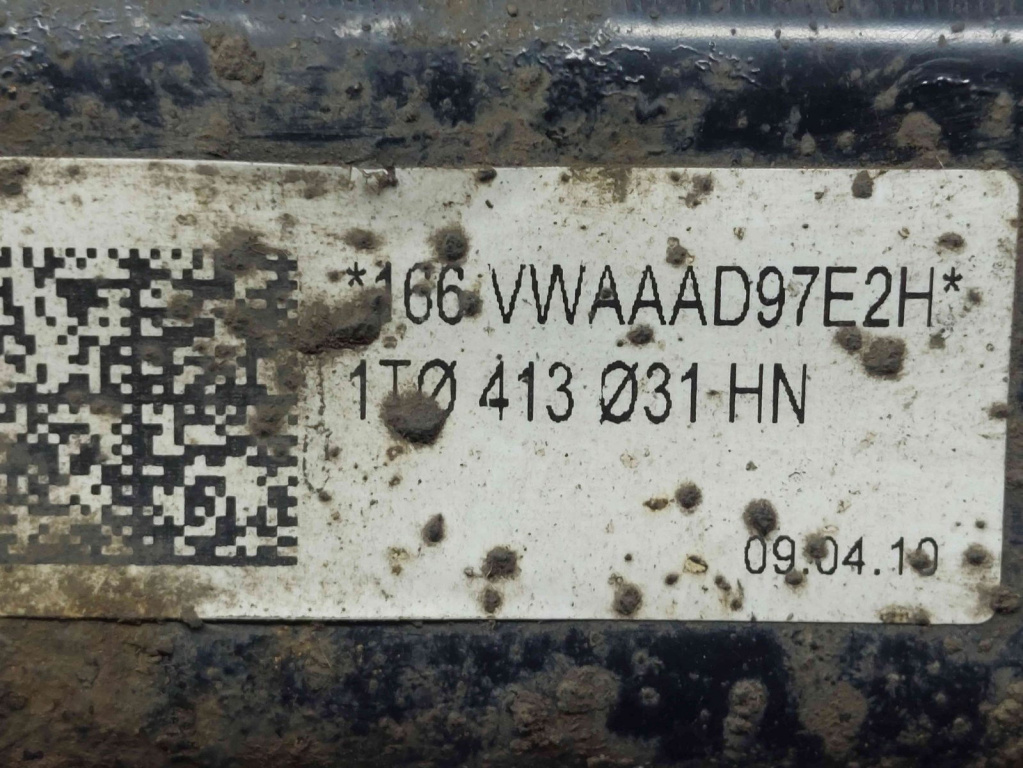 *166 VWAAAD97E2H*
1TØ 413 Ø31 HN
09.04.10